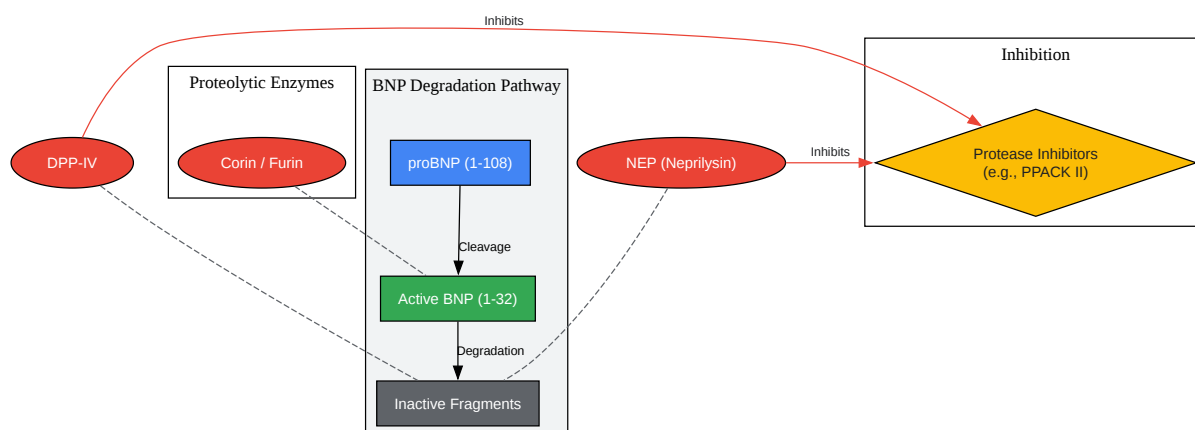 Inhibits
Inhibition
Proteolytic Enzymes
BNP Degradation Pathway
DPP-IV
Corin / Furin
proBNP (1-108)
NEP (Neprilysin)
Inhibits
Protease Inhibitors
(e.g., PPACK II)
Cleavage
Active BNP (1-32)
Degradation
Inactive Fragments